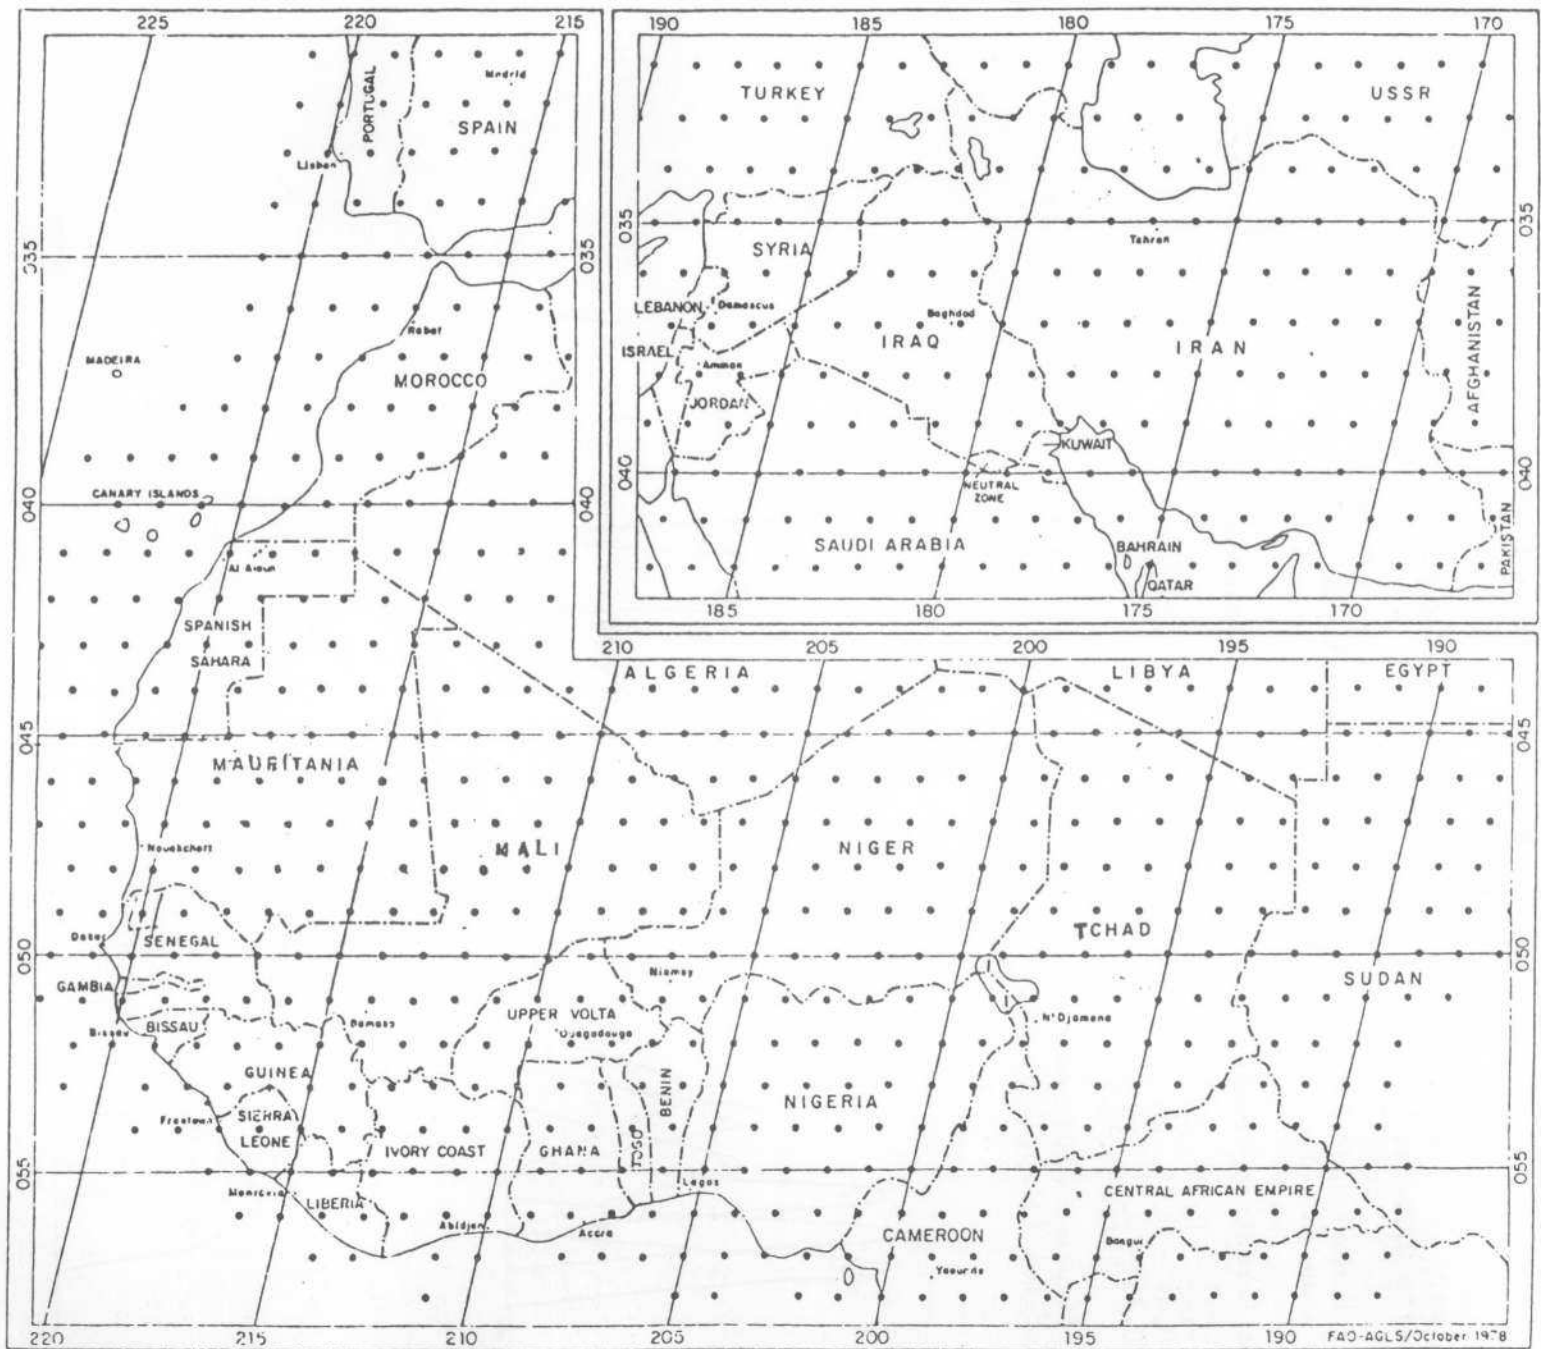 225
220
215
190
185
180
175
170
Madrid
PORTUGAL
SPAIN
Lisbon
TURKEY
USSR
035
035
035
035
Tehran
SYRIA
LEBANON
Damascus
Baghdad
ISRAEL
Amman
IRAQ
IRAN
AFGHANISTAN
JORDAN
Rabat
MADEIRA
MOROCCO
KUWAIT
NEUTRAL
ZONE
040
040
040
040
CANARY ISLANDS
SAUDI ARABIA
BAHRAIN
QATAR
PAKISTAN
Al Aioun
185
180
175
170
SPANISH
SAHARA
210
205
200
195
190
ALGERIA
LIBYA
EGYPT
045
045
MAURITANIA
Nouakchott
MALI
NIGER
TCHAD
SUDAN
Dakar
SENEGAL
050
050
GAMBIA
Niamey
Bissau
BISSAU
Bamako
UPPER VOLTA
Ouagadougo
N'Djamena
GUINEA
BENIN
NIGERIA
Freetown
SIERRA
LEONE
IVORY COAST
GHANA
TOGO
055
055
Monrovia
LIBERIA
Lagos
CENTRAL AFRICAN EMPIRE
Abidjan
Accra
CAMEROON
Bangui
Yaounde
220
215
210
205
200
195
190
FAO-AGLS/October 1978